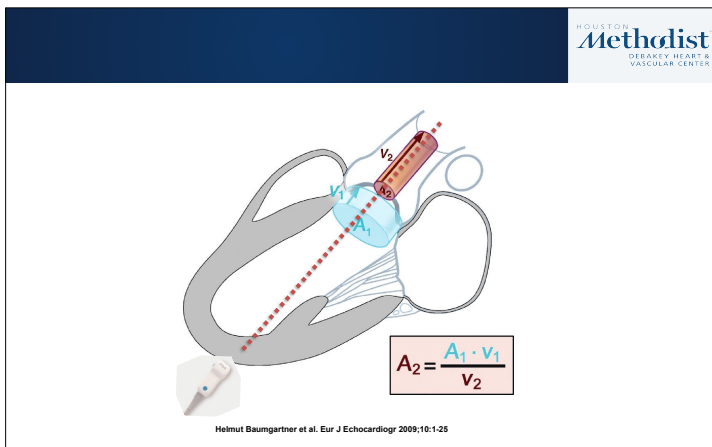 HOUSTON
Methodist
DEBAKEY HEART &
VASCULAR CENTER
V₂
V₁
A₂
A₁
A₂ = A₁ · v₁ / v₂
Helmut Baumgartner et al. Eur J Echocardiogr 2009;10:1-25